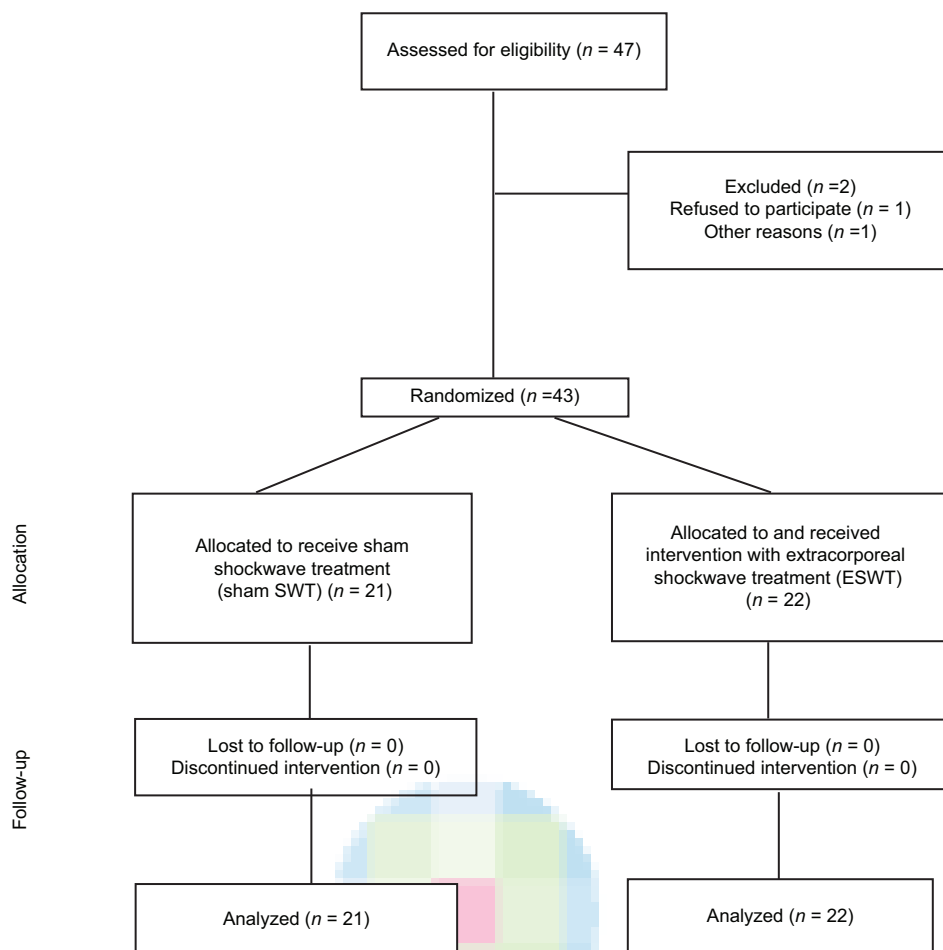 Assessed for eligibility (n = 47)
Excluded (n =2)
Refused to participate (n = 1)
Other reasons (n =1)
Randomized (n =43)
Allocation
Allocated to receive sham
shockwave treatment
(sham SWT) (n = 21)
Allocated to and received
intervention with extracorporeal
shockwave treatment (ESWT)
(n = 22)
Follow-up
Lost to follow-up (n = 0)
Discontinued intervention (n = 0)
Lost to follow-up (n = 0)
Discontinued intervention (n = 0)
Analyzed (n = 21)
Analyzed (n = 22)